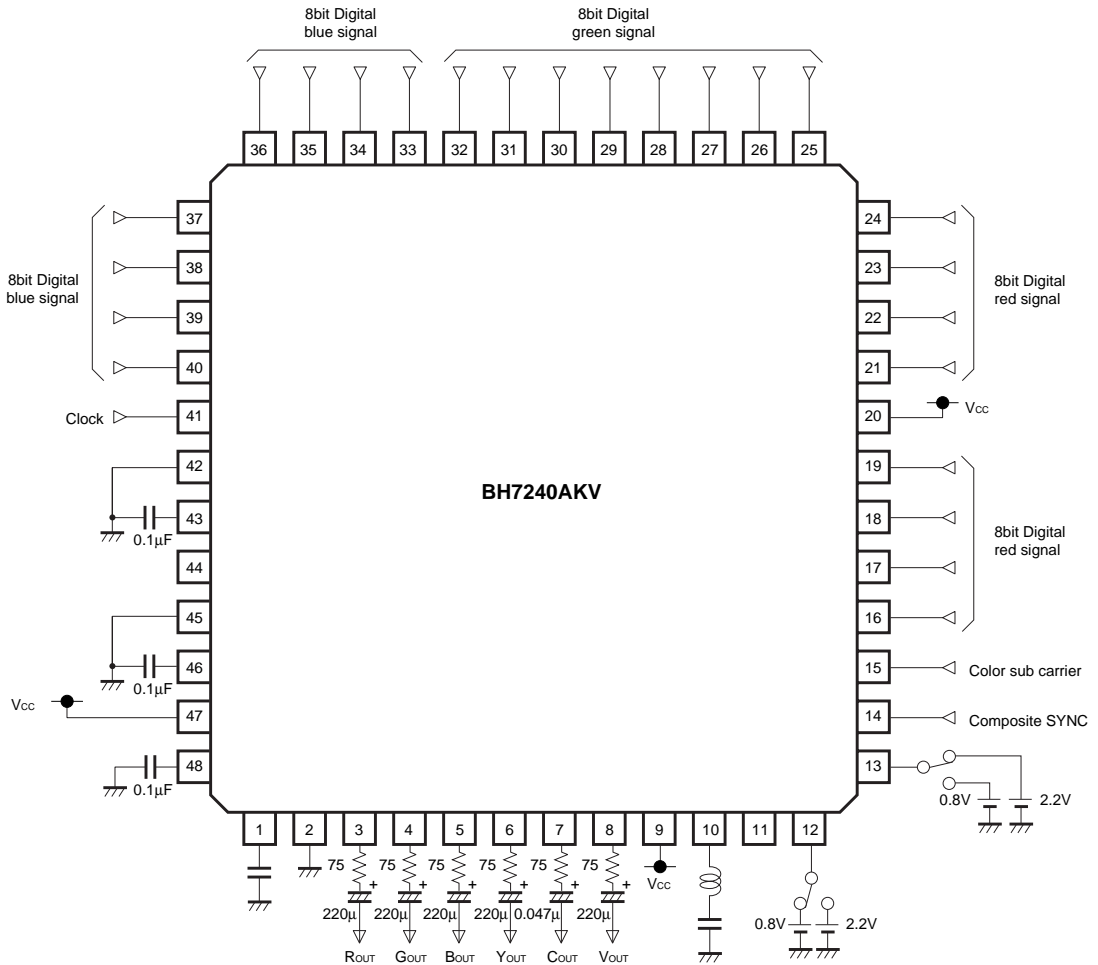 8bit Digital
blue signal
8bit Digital
green signal
36 35 34 33 32 31 30 29 28 27 26 25
37
38
39
40
8bit Digital
blue signal
Clock
41
42
43
0.1µF
44
45
46
0.1µF
Vcc
47
48
0.1µF
BH7240AKV
24
23
22
21
8bit Digital
red signal
20
Vcc
19
18
17
16
8bit Digital
red signal
15
Color sub carrier
14
Composite SYNC
13
0.8V 2.2V
1 2 3 4 5 6 7 8 9 10 11 12
75 75 75 75 75 75
+ + + + + +
Vcc
220µ 220µ 220µ 220µ 0.047µ 220µ
0.8V 2.2V
ROUT GOUT BOUT YOUT COUT VOUT